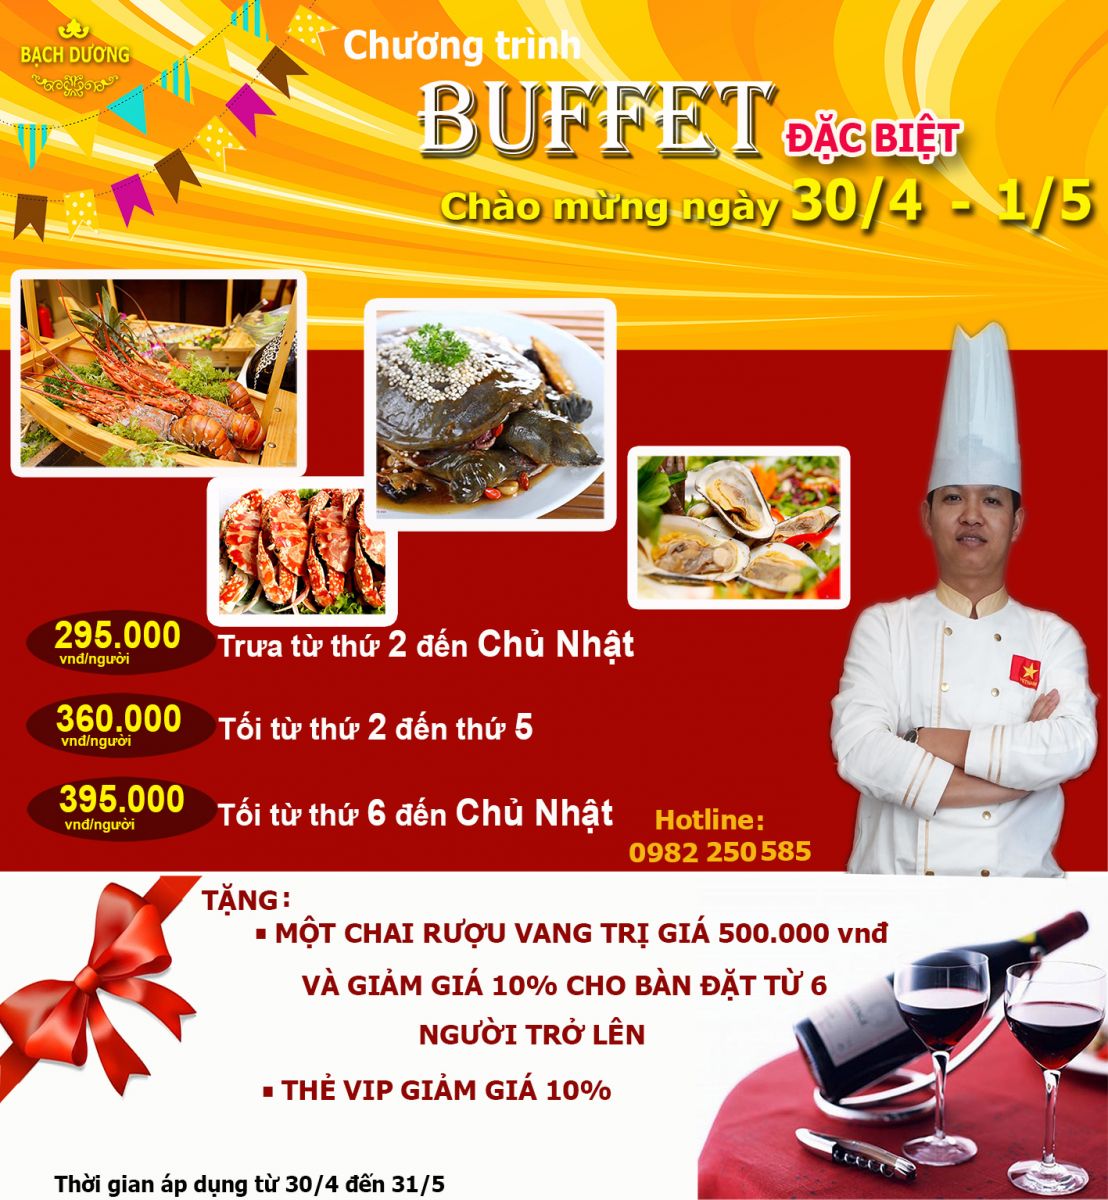 BẠCH DƯƠNG
Chương trình
BUFFET ĐẶC BIỆT
Chào mừng ngày 30/4 - 1/5
295.000
vnđ/người
Trưa từ thứ 2 đến Chủ Nhật
360.000
vnđ/người
Tối từ thứ 2 đến thứ 5
395.000
vnđ/người
Tối từ thứ 6 đến Chủ Nhật
Hotline:
0982 250 585
TẶNG:
▪ MỘT CHAI RƯỢU VANG TRỊ GIÁ 500.000 vnđ
VÀ GIẢM GIÁ 10% CHO BÀN ĐẶT TỪ 6
NGƯỜI TRỞ LÊN
▪ THẺ VIP GIẢM GIÁ 10%
Thời gian áp dụng từ 30/4 đến 31/5